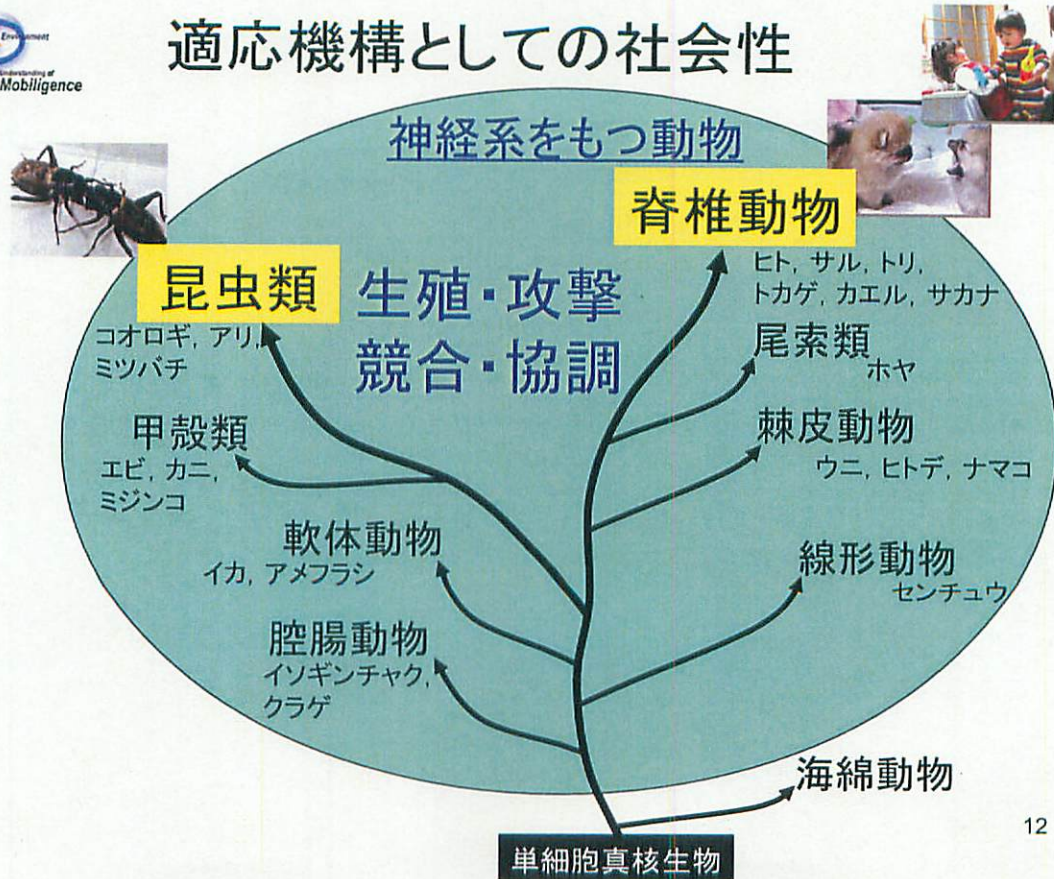 Environment
Understanding of
Mobiligence
適応機構としての社会性
神経系をもつ動物
脊椎動物
ヒト, サル, トリ,
トカゲ, カエル, サカナ
昆虫類
コオロギ, アリ,
ミツバチ
生殖・攻撃
競合・協調
尾索類
ホヤ
甲殻類
エビ, カニ,
ミジンコ
棘皮動物
ウニ, ヒトデ, ナマコ
軟体動物
イカ, アメフラシ
線形動物
センチュウ
腔腸動物
イソギンチャク,
クラゲ
海綿動物
単細胞真核生物
12